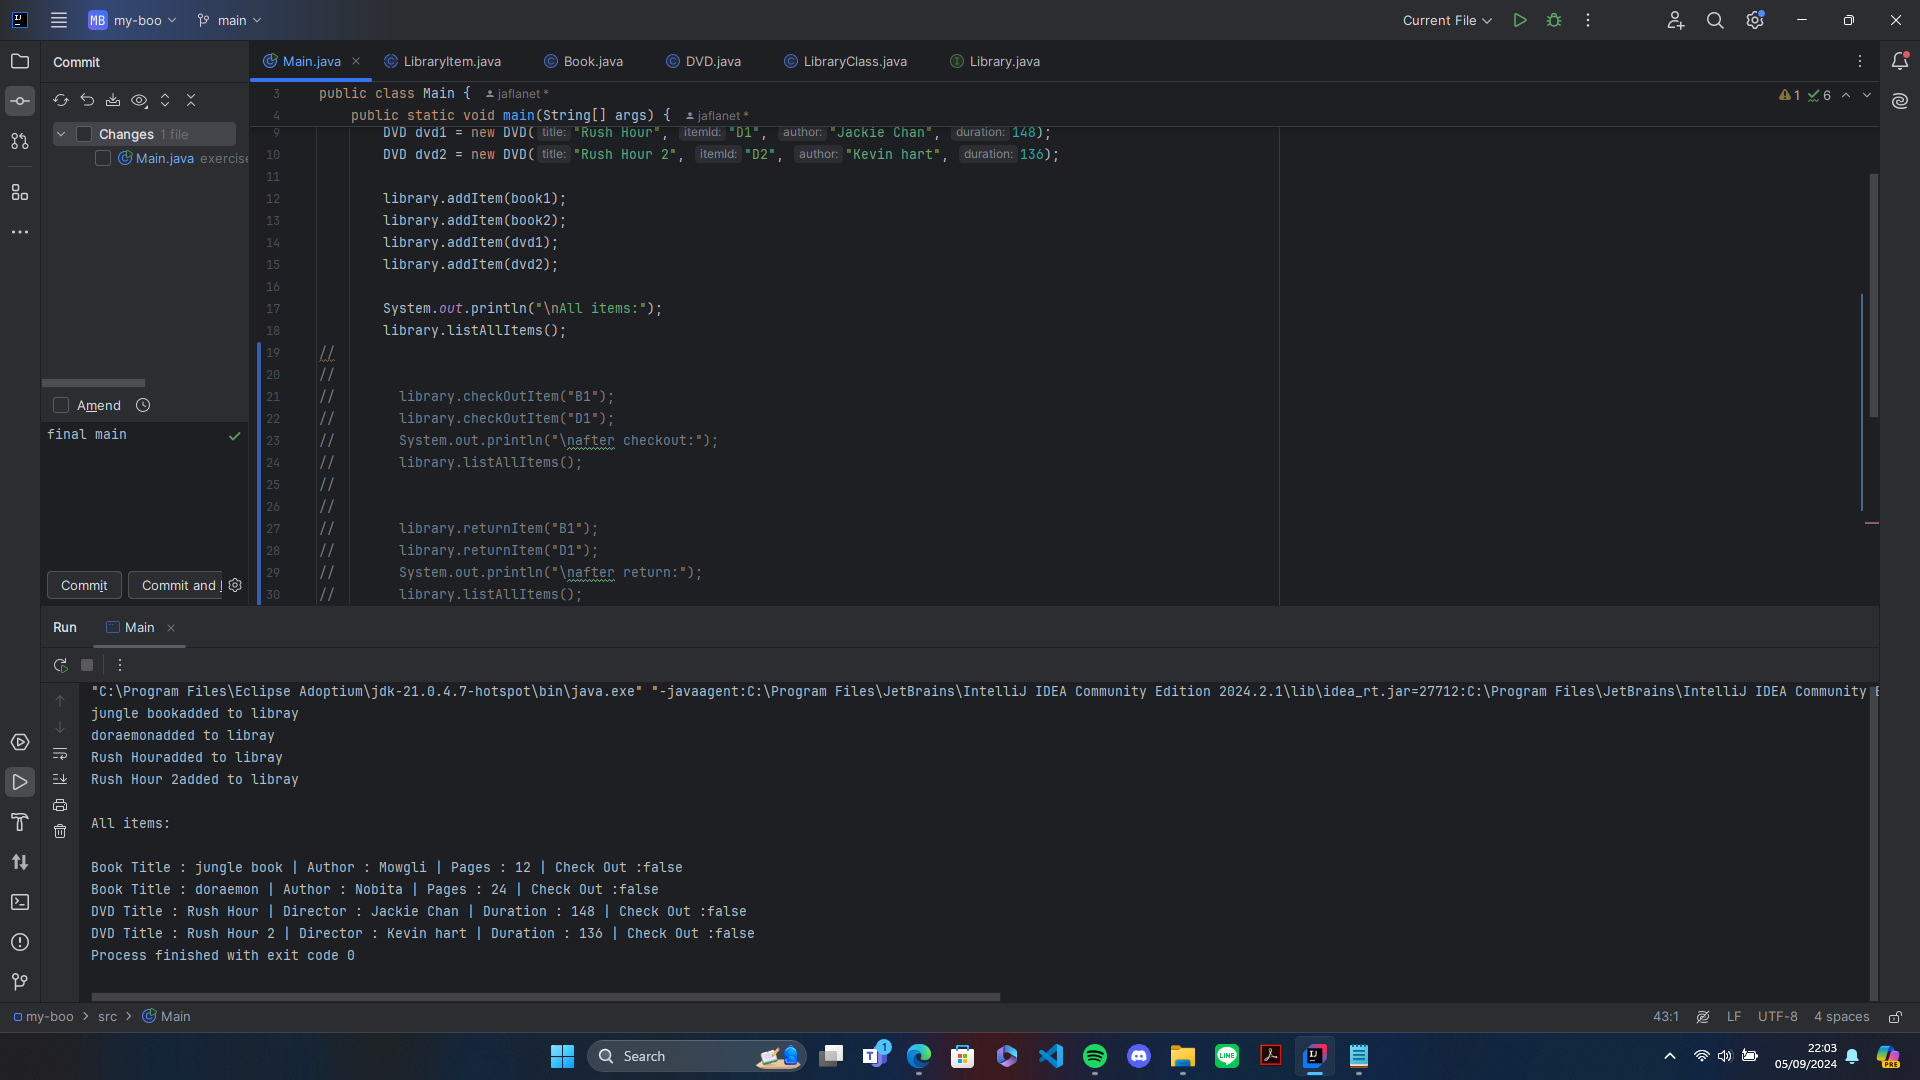 MB my-boo main Current File
Commit
Main.java LibraryItem.java Book.java DVD.java LibraryClass.java Library.java
3 public class Main { jaflanet *
4 public static void main(String[] args) { jaflanet *
1 6
Changes 1 file
Main.java exercise
9 DVD dvd1 = new DVD( title: "Rush Hour", itemId: "D1", author: "Jackie Chan", duration: 148);
10 DVD dvd2 = new DVD( title: "Rush Hour 2", itemId: "D2", author: "Kevin hart", duration: 136);
11
12 library.addItem(book1);
13 library.addItem(book2);
14 library.addItem(dvd1);
15 library.addItem(dvd2);
16
17 System.out.println("\nAll items:");
18 library.listAllItems();
19 //
20 //
21 // library.checkOutItem("B1");
22 // library.checkOutItem("D1");
23 // System.out.println("\nafter checkout:");
24 // library.listAllItems();
25 //
26 //
27 // library.returnItem("B1");
28 // library.returnItem("D1");
29 // System.out.println("\nafter return:");
30 // library.listAllItems();
Amend
final main
Commit Commit and
Run Main
"C:\Program Files\Eclipse Adoptium\jdk-21.0.4.7-hotspot\bin\java.exe" "-javaagent:C:\Program Files\JetBrains\IntelliJ IDEA Community Edition 2024.2.1\lib\idea_rt.jar=27712:C:\Program Files\JetBrains\IntelliJ IDEA Community E
jungle bookadded to libray
doraemonadded to libray
Rush Houradded to libray
Rush Hour 2added to libray
All items:
Book Title : jungle book | Author : Mowgli | Pages : 12 | Check Out :false
Book Title : doraemon | Author : Nobita | Pages : 24 | Check Out :false
DVD Title : Rush Hour | Director : Jackie Chan | Duration : 148 | Check Out :false
DVD Title : Rush Hour 2 | Director : Kevin hart | Duration : 136 | Check Out :false
Process finished with exit code 0
my-boo > src > Main
43:1 LF UTF-8 4 spaces
Search
1
LINE
PRE
22:03
05/09/2024